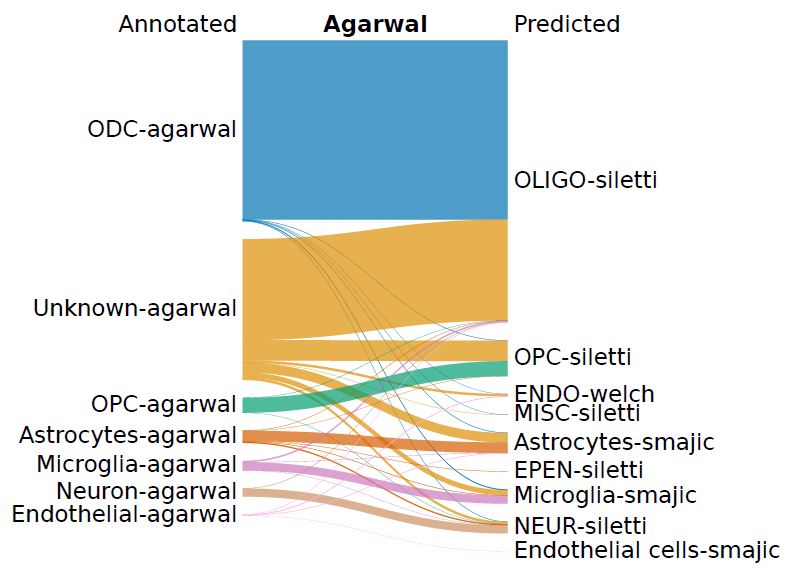 Annotated
Agarwal
Predicted
ODC-agarwal
Unknown-agarwal
OPC-agarwal
Astrocytes-agarwal
Microglia-agarwal
Neuron-agarwal
Endothelial-agarwal
OLIGO-siletti
OPC-siletti
ENDO-welch
MISC-siletti
Astrocytes-smajic
EPEN-siletti
Microglia-smajic
NEUR-siletti
Endothelial cells-smajic